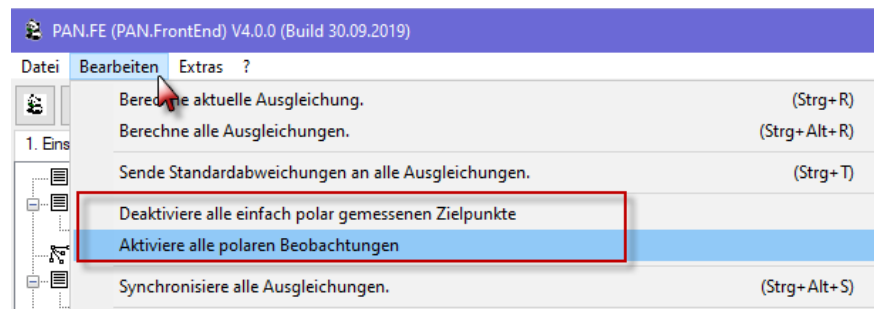 PAN.FE (PAN.FrontEnd) V4.0.0 (Build 30.09.2019)
Datei Bearbeiten Extras ?
Berechne aktuelle Ausgleichung. (Strg+R)
Berechne alle Ausgleichungen. (Strg+Alt+R)
1. Eins
Sende Standardabweichungen an alle Ausgleichungen. (Strg+T)
Deaktiviere alle einfach polar gemessenen Zielpunkte
Aktiviere alle polaren Beobachtungen
Synchronisiere alle Ausgleichungen. (Strg+Alt+S)